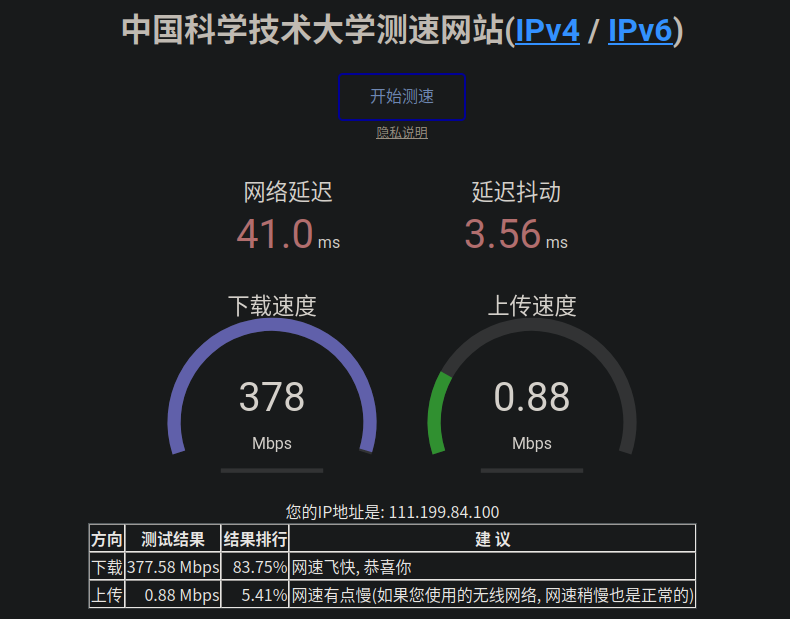 中国科学技术大学测速网站(IPv4 / IPv6)
开始测速
隐私说明
网络延迟 延迟抖动
41.0 ms 3.56 ms
下载速度 上传速度
378 0.88
Mbps Mbps
您的IP地址是: 111.199.84.100
方向 测试结果 结果排行 建 议
下载 377.58 Mbps 83.75% 网速飞快, 恭喜你
上传 0.88 Mbps 5.41% 网速有点慢(如果您使用的无线网络, 网速稍慢也是正常的)